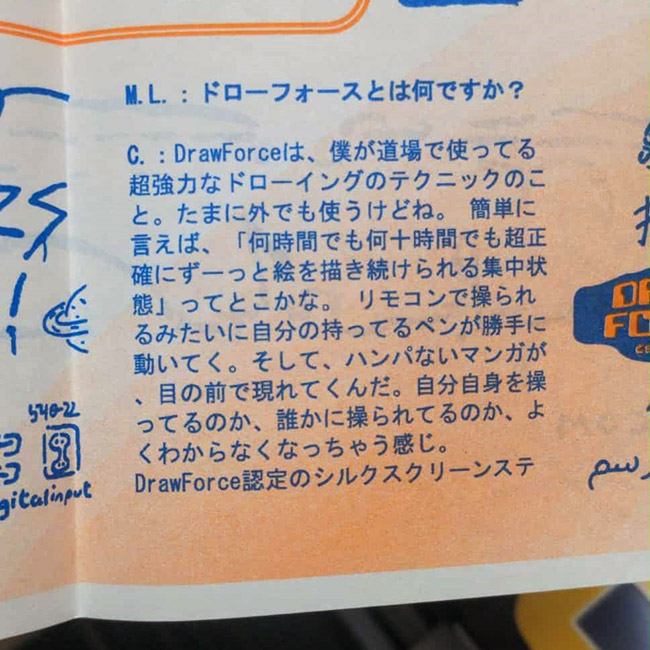 M.L.：ドローフォースとは何ですか？
C.：DrawForceは、僕が道場で使ってる
超強力なドローイングのテクニックのこ
と。たまに外でも使うけどね。 簡単に
言えば、「何時間でも何十時間でも超正
確にずーっと絵を描き続けられる集中状
態」ってとこかな。 リモコンで操られ
るみたいに自分の持ってるペンが勝手に
動いてく。そして、ハンパないマンガが
、目の前で現れてくんだ。自分自身を操
ってるのか、誰かに操られてるのか、よ
くわからなくなっちゃう感じ。
DrawForce認定のシルクスクリーンステ
540-22
gitalinput
رسم